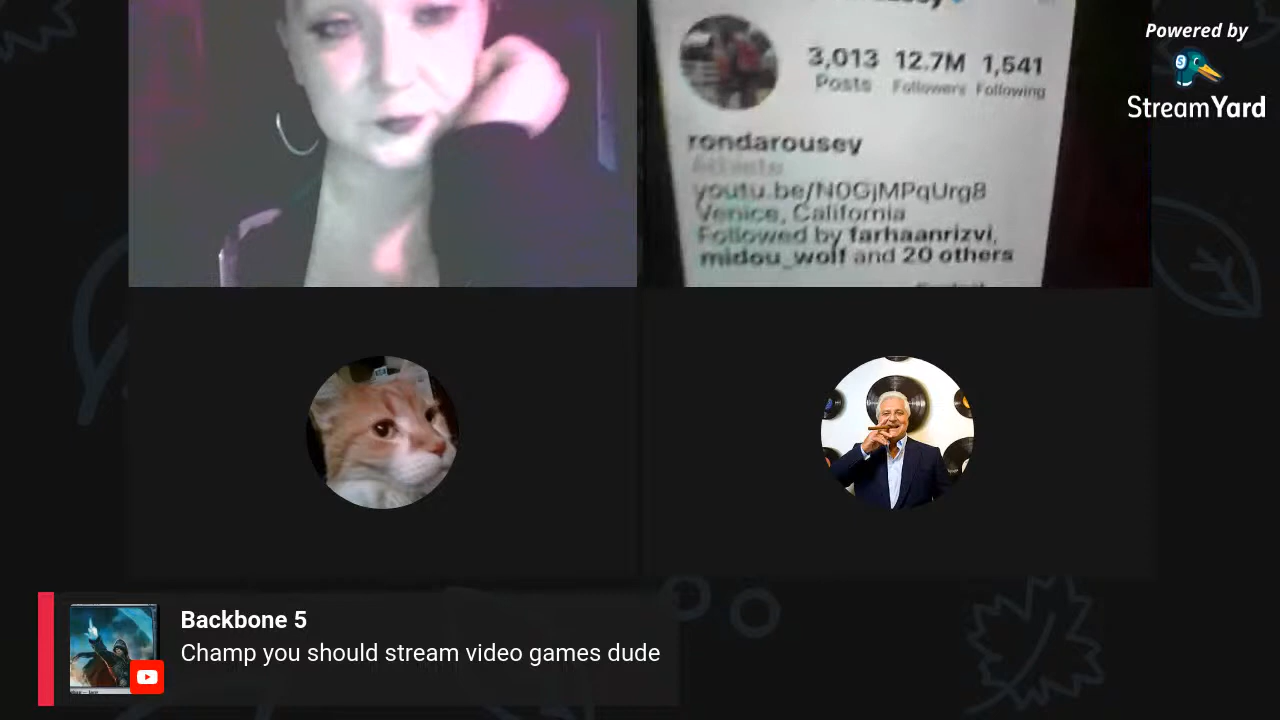 Powered by
StreamYard
3,013 12.7M 1,541
Posts Followers Following
rondarousey
Athlete
youtu.be/N0GjMPqUrg8
Venice, California
Followed by farhaanrizvi,
midou_wolf and 20 others
Backbone 5
Champ you should stream video games dude